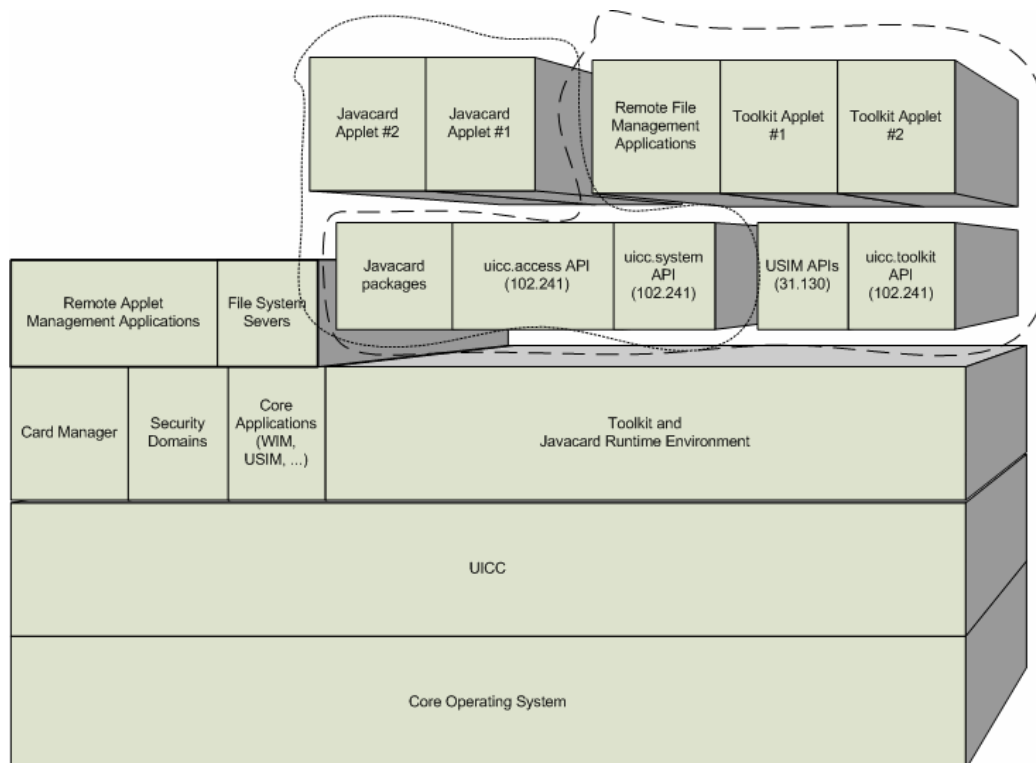 Javacard
Applet #2
Javacard
Applet #1
Remote File
Management
Applications
Toolkit Applet
#1
Toolkit Applet
#2
Javacard
packages
uicc.access API
(102.241)
uicc.system
API
(102.241)
USIM APIs
(31.130)
uicc.toolkit
API
(102.241)
Remote Applet
Management Applications
File System
Severs
Card Manager
Security
Domains
Core
Applications
(WIM,
USIM, ...)
Toolkit and
Javacard Runtime Environment
UICC
Core Operating System